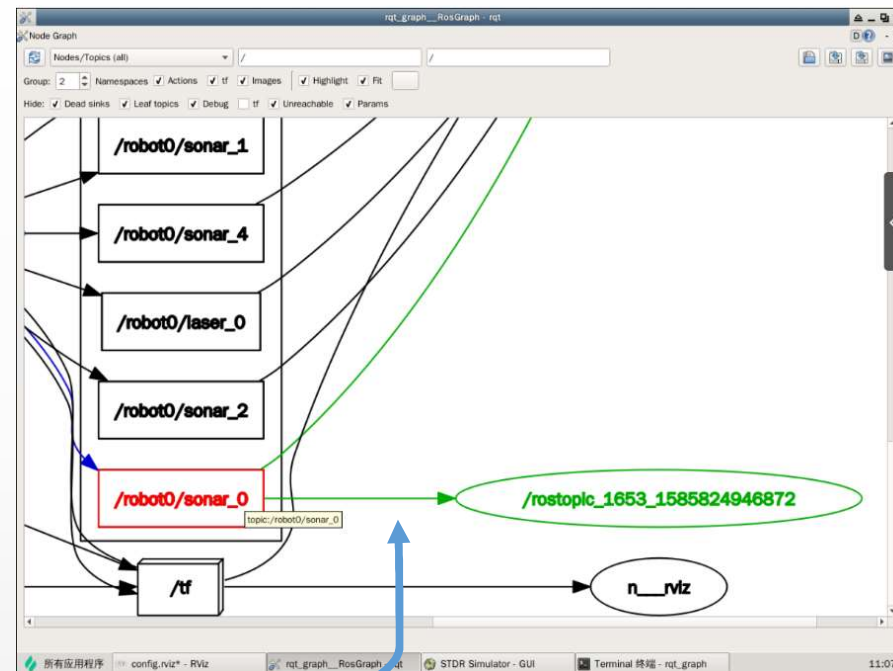 rqt_graph__RosGraph - rqt
Node Graph
D
Nodes/Topics (all) / /
Group: 2 Namespaces Actions tf Images Highlight Fit
Hide: Dead sinks Leaf topics Debug tf Unreachable Params
/robot0/sonar_1
/robot0/sonar_4
/robot0/laser_0
/robot0/sonar_2
/robot0/sonar_0 /rostopic_1653_1585824946872
topic:/robot0/sonar_0
/tf n___rviz
所有应用程序 config.rviz* - RViz rqt_graph__RosGraph - rqt STDR Simulator - GUI Terminal 终端 - rqt_graph 11:07